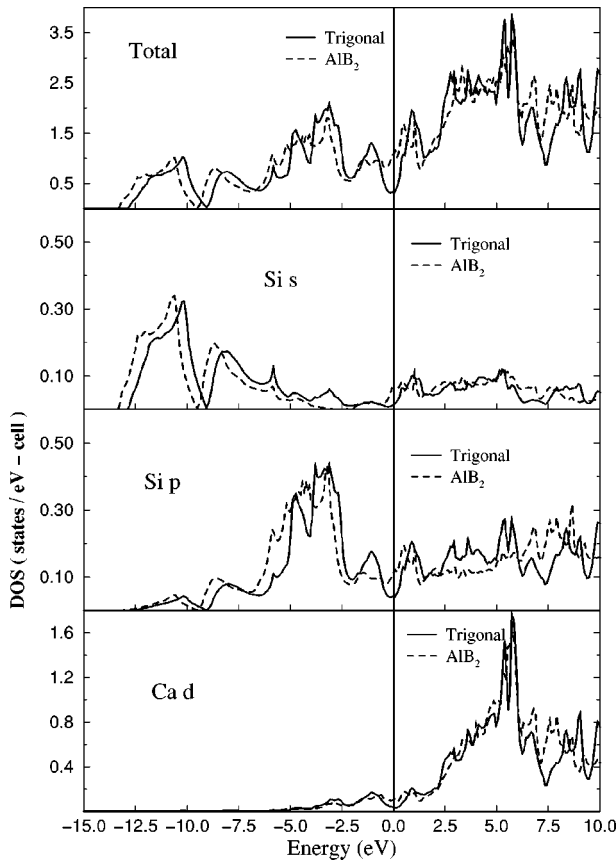 3.5
Trigonal
Total
AlB2
2.5
1.5
0.5
0.50
Trigonal
Si s
AlB2
0.30
0.10
0.50
Trigonal
Si p
AlB2
0.30
0.10
DOS ( states / eV − cell )
1.6
Trigonal
AlB2
1.2
Ca d
0.8
0.4
−15.0 −12.5 −10.0 −7.5 −5.0 −2.5 0.0 2.5 5.0 7.5 10.0
Energy (eV)